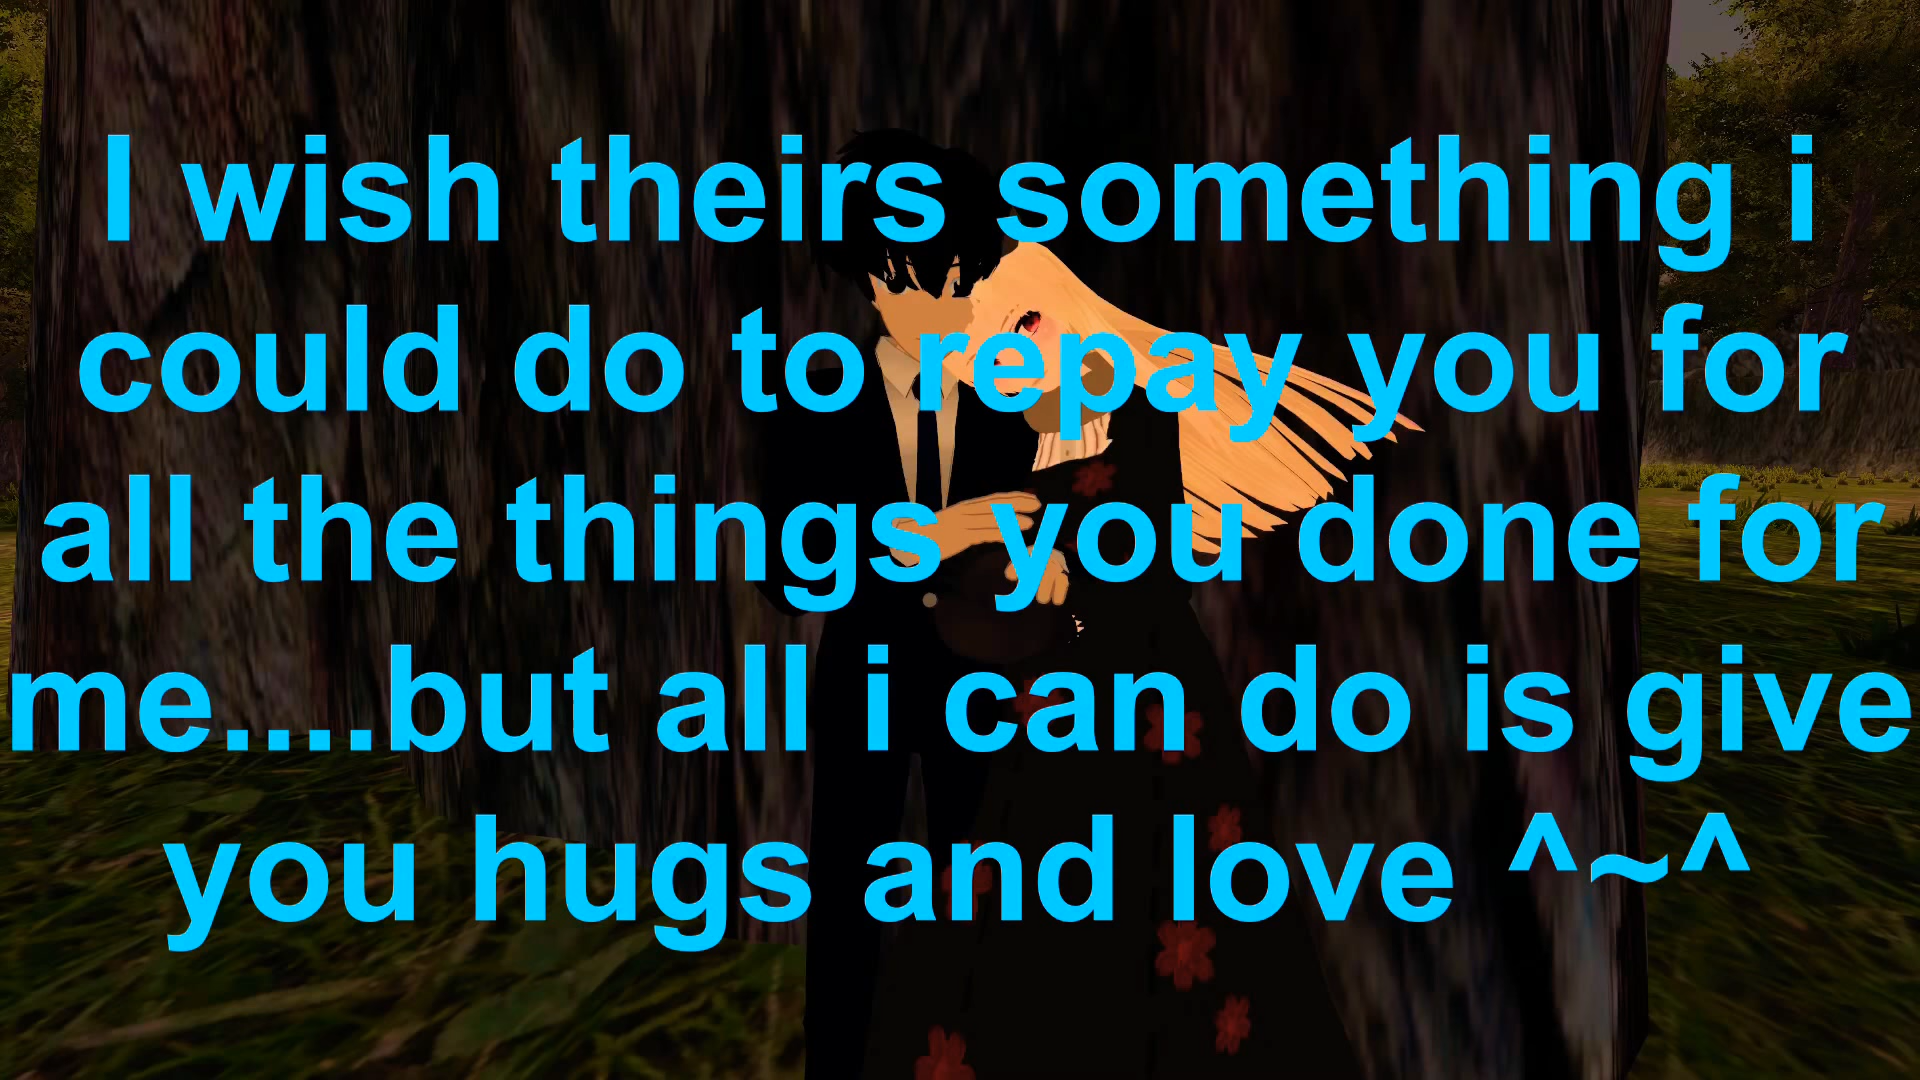 I wish theirs something i
could do to repay you for
all the things you done for
me....but all i can do is give
you hugs and love ^~^